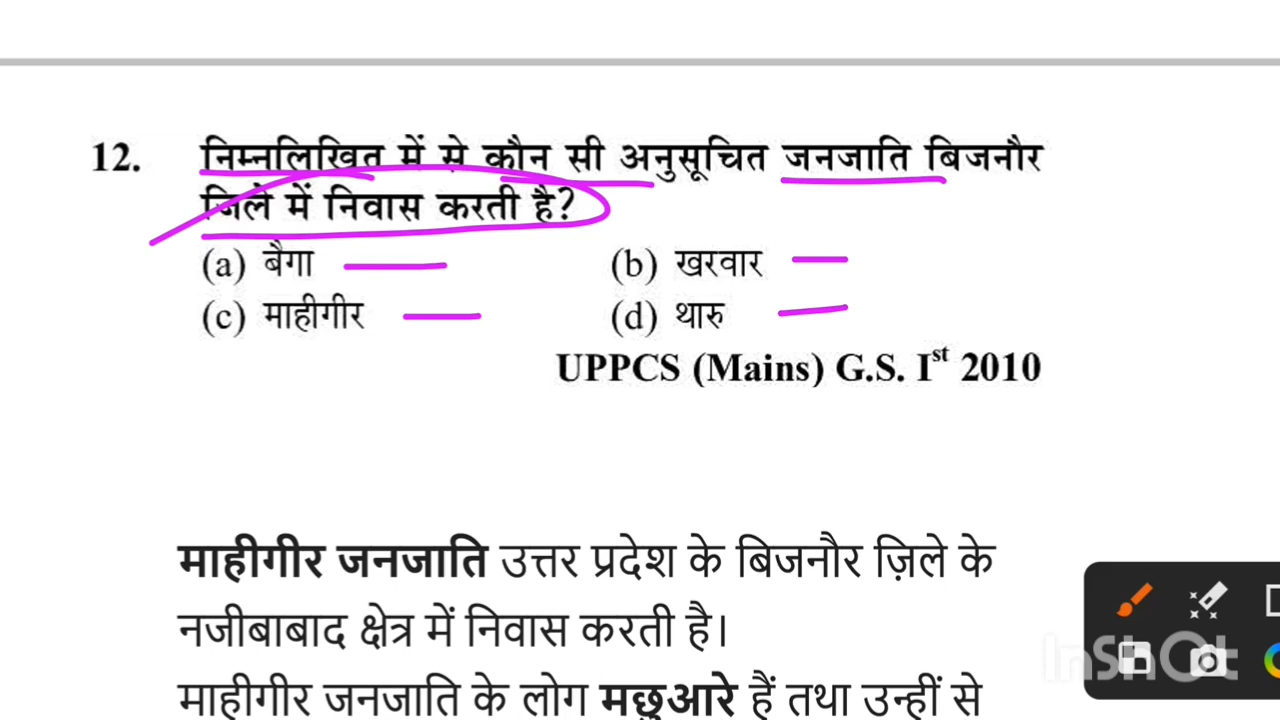 12. निम्नलिखित में से कौन सी अनुसूचित जनजाति बिजनौर
जिले में निवास करती है?
(a) बैगा (b) खरवार
(c) माहीगीर (d) थारु
UPPCS (Mains) G.S. Ist 2010
माहीगीर जनजाति उत्तर प्रदेश के बिजनौर ज़िले के
नजीबाबाद क्षेत्र में निवास करती है।
माहीगीर जनजाति के लोग मछुआरे हैं तथा उन्हीं से
InShOt